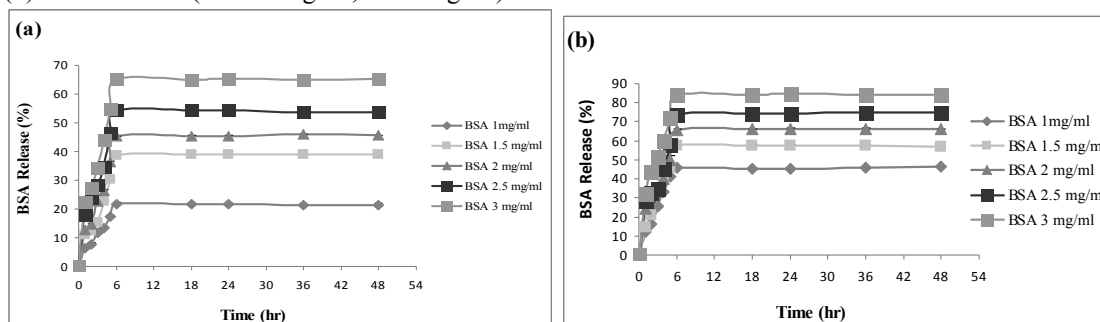 (a)
70
60
50
40
30
20
10
0
BSA Release (%)
0 6 12 18 24 30 36 42 48 54
Time (hr)
BSA 1mg/ml
BSA 1.5 mg/ml
BSA 2 mg/ml
BSA 2.5 mg/ml
BSA 3 mg/ml
(b)
90
80
70
60
50
40
30
20
10
0
BSA Release (%)
0 6 12 18 24 30 36 42 48 54
Time (hr)
BSA 1mg/ml
BSA 1.5 mg/m
BSA 2 mg/ml
BSA 2.5 mg/m
BSA 3 mg/ml